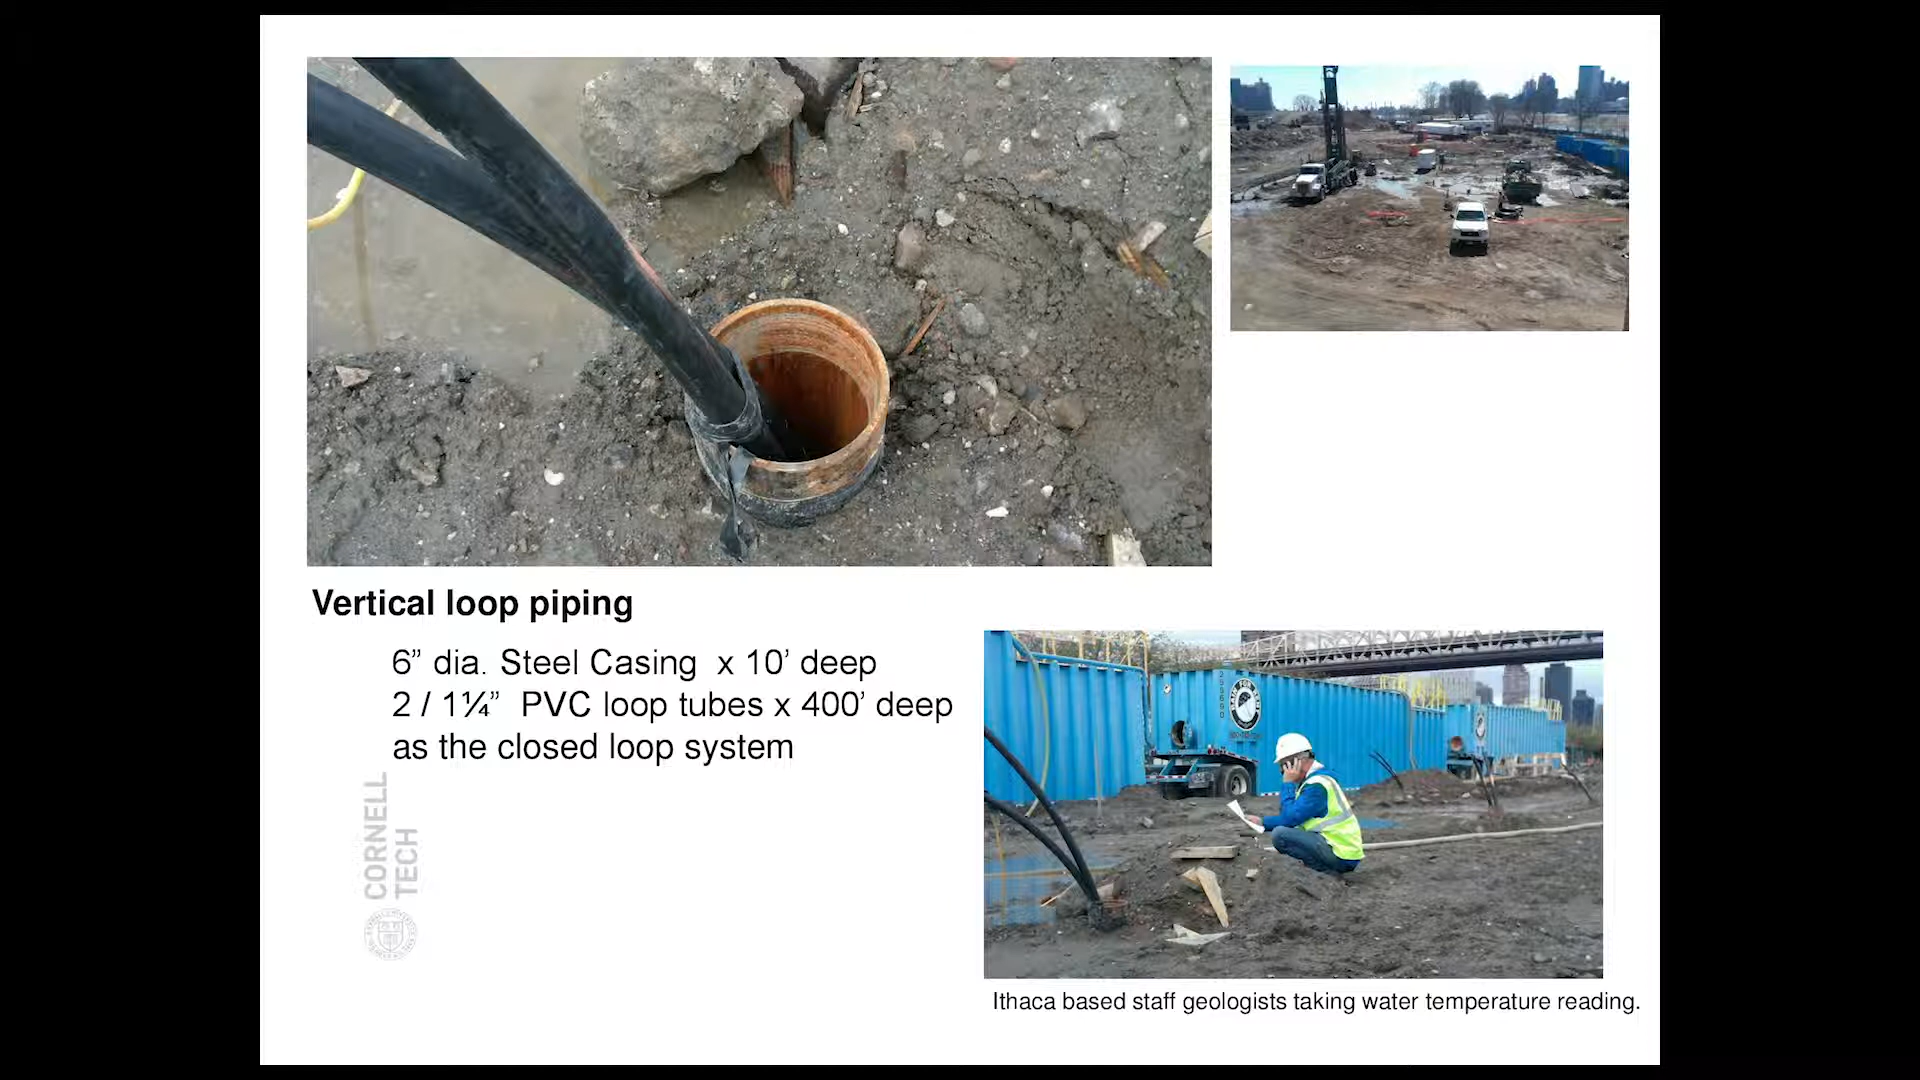 Vertical loop piping
6” dia. Steel Casing x 10’ deep
2 / 1¼” PVC loop tubes x 400’ deep
as the closed loop system
CORNELL
TECH
Ithaca based staff geologists taking water temperature reading.